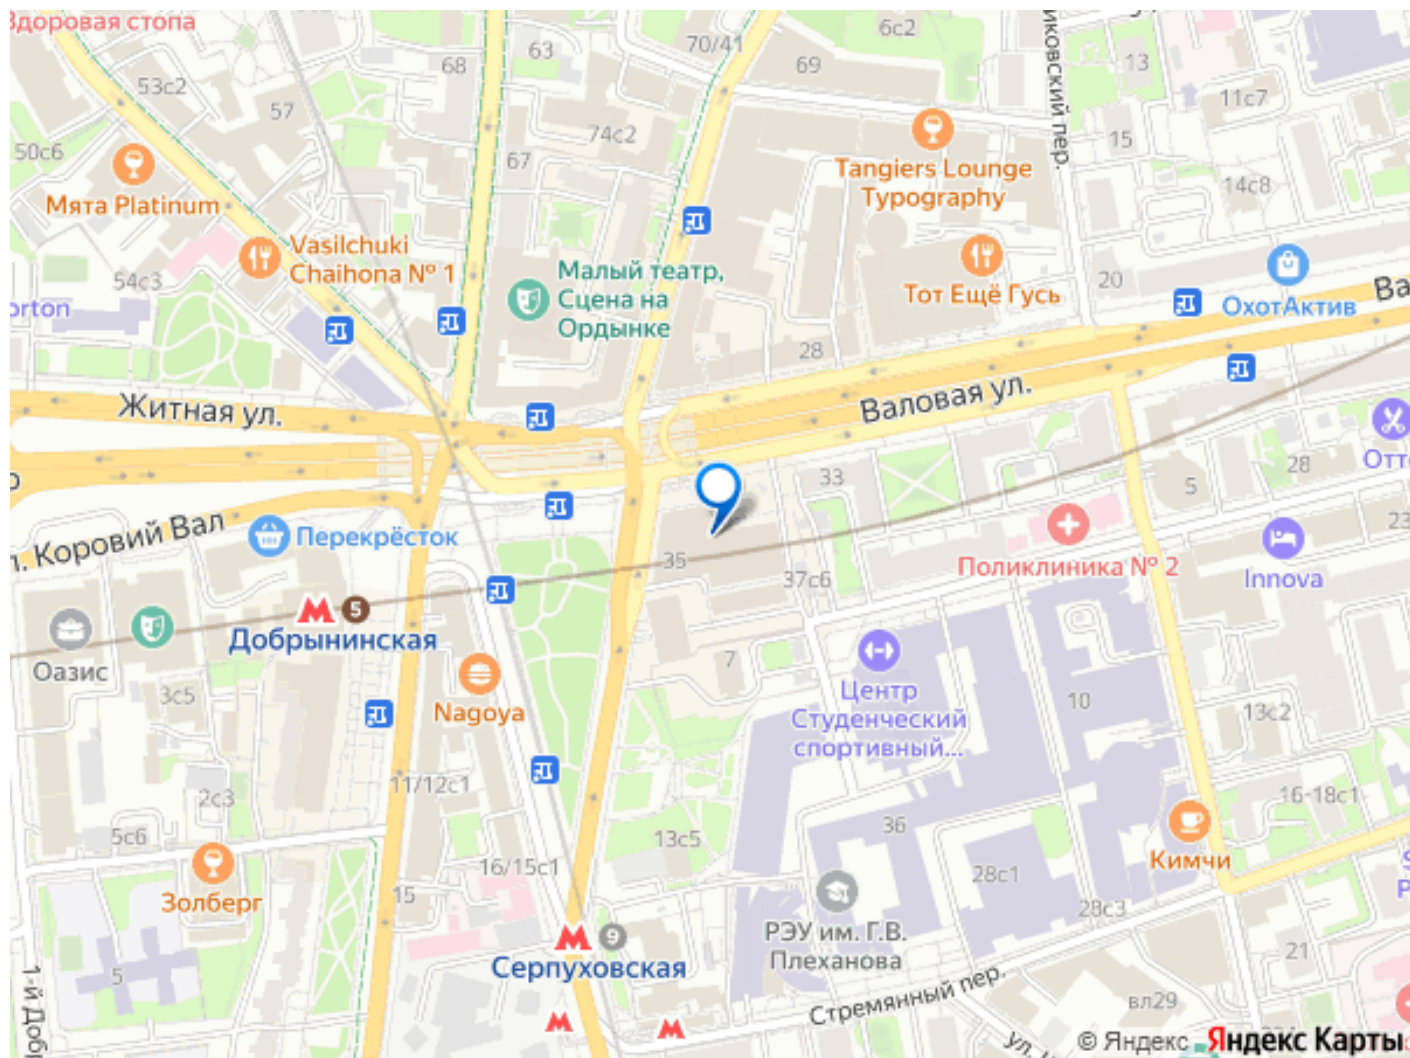 Здоровая стопа
63
70/41
6с2
68
69
13
53с2
57
11с7
74с2
15
50с6
67
Tangiers Lounge
Typography
14с8
Мята Platinum
Vasilchuki
Chaihona № 1
Малый театр,
Сцена на
Ордынке
54с3
20
Тот Ещё Гусь
ОхотАктив
orton
28
Житная ул.
Валовая ул.
33
28
5
23
Коровий Вал
Перекрёсток
35
37с6
Поликлиника № 2
Innova
5
Добрынинская
Оазис
3с5
7
Центр
Студенческий
спортивный...
10
Nagoya
13с2
11/12с1
2с3
16-18с1
5с6
13с5
36
16/15с1
Кимчи
28с1
15
Золберг
28с3
РЭУ им. Г.В.
Плеханова
9
Серпуховская
21
5
Стремянный пер.
вл29
© Яндекс Яндекс Карты